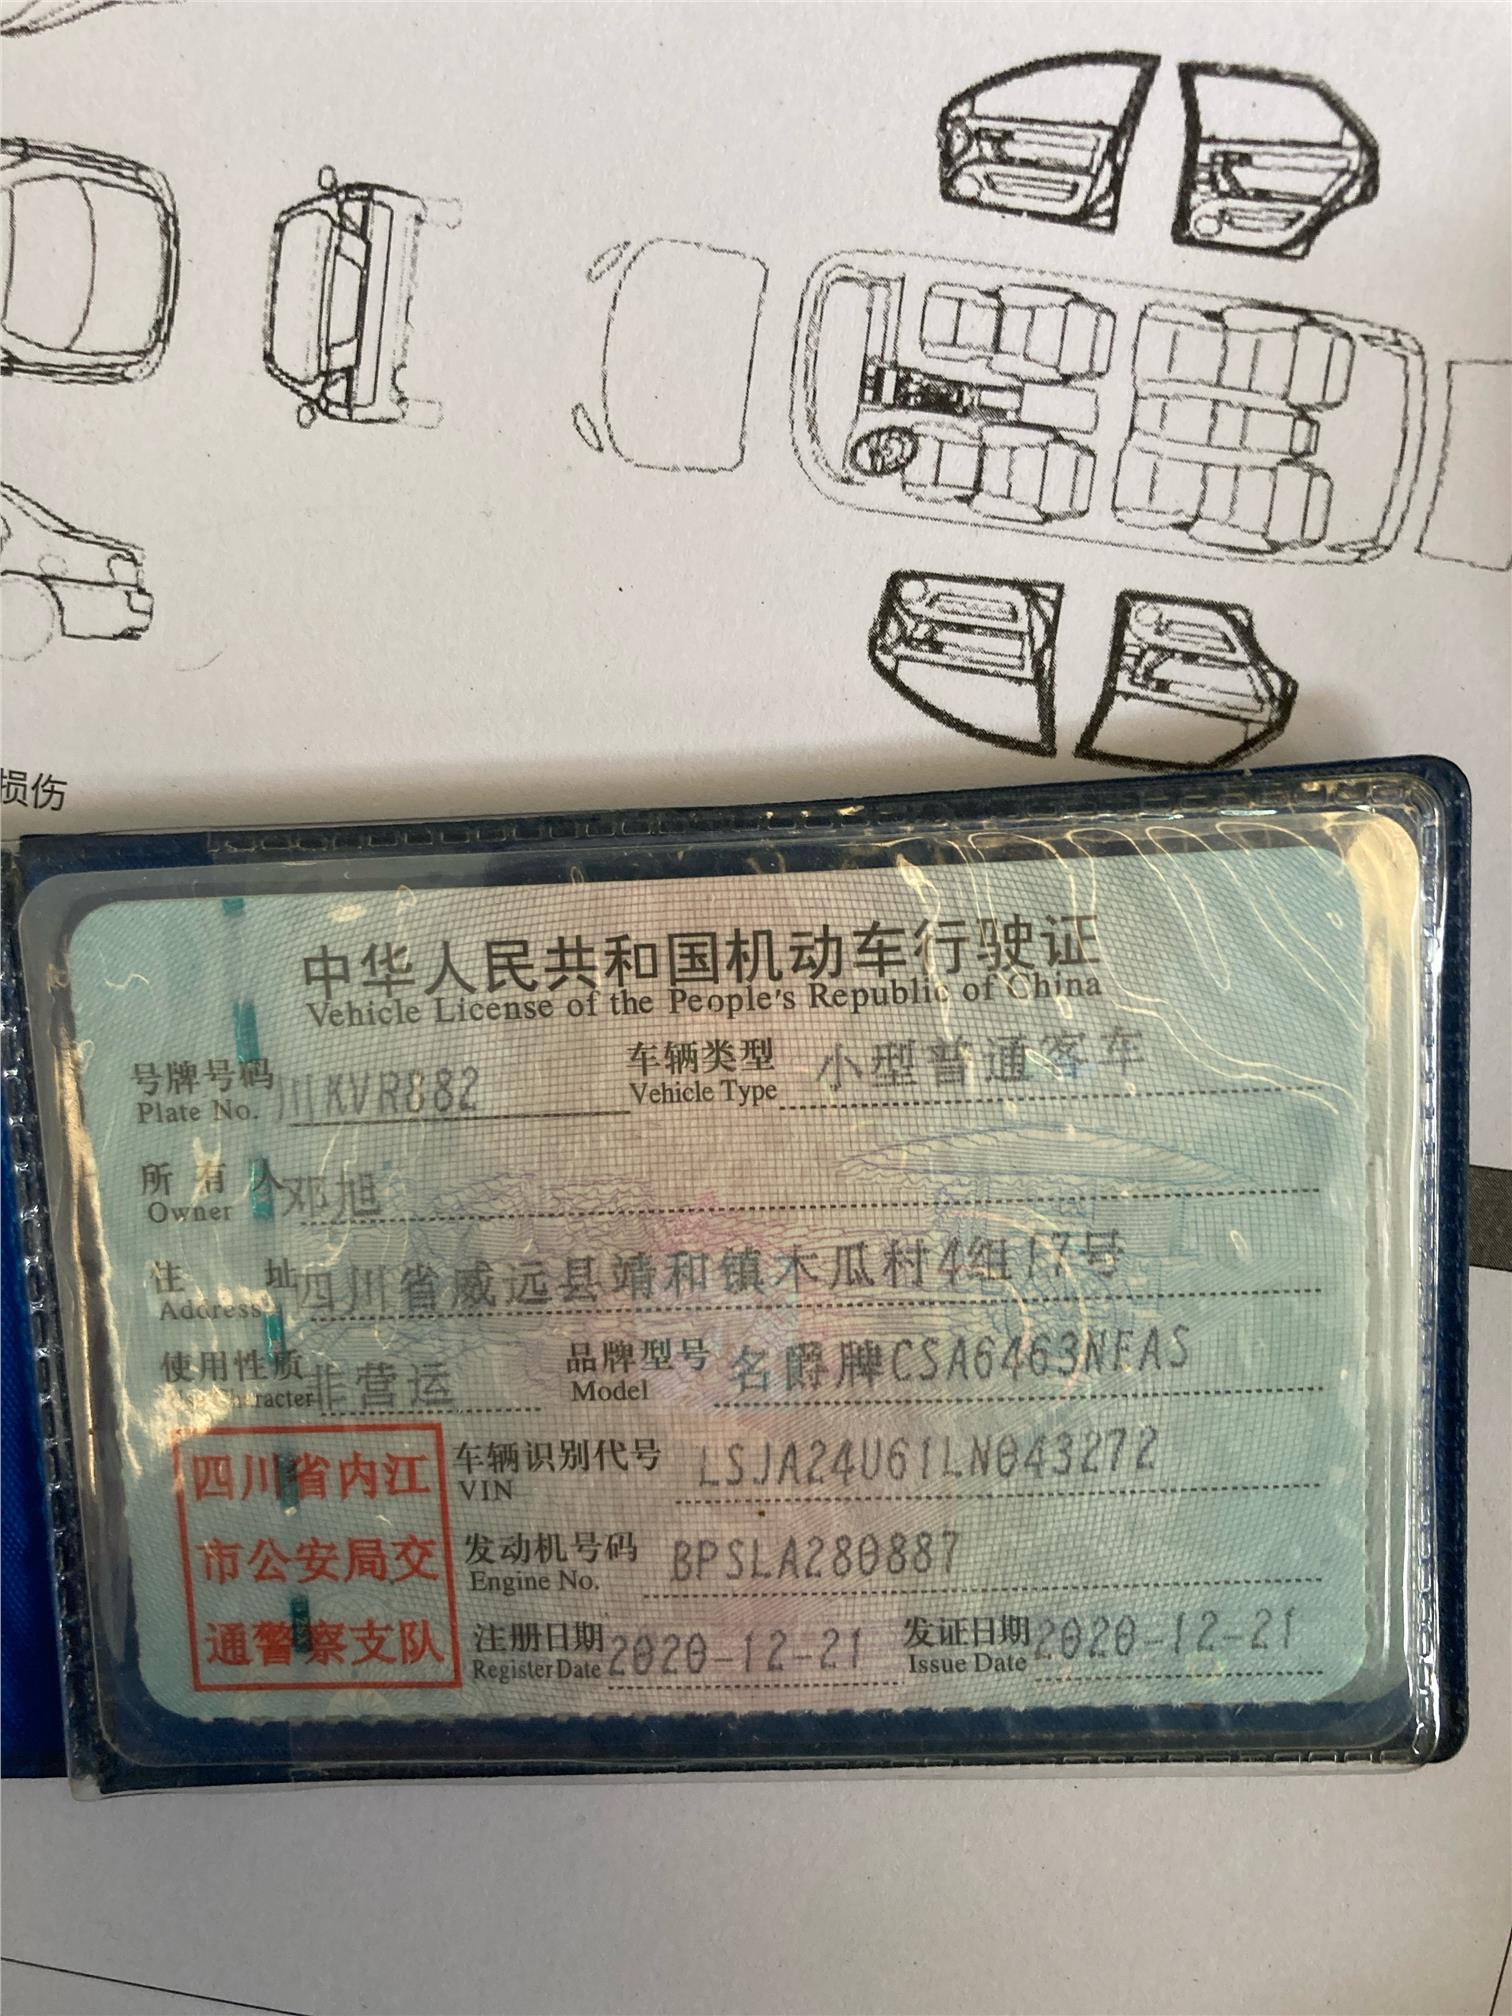 损伤
中华人民共和国机动车行驶证
Vehicle License of the People's Republic of China
号牌号码 川KVR882 车辆类型 小型普通客车
Plate No. Vehicle Type
所有人 邓旭
Owner
注 址 四川省威远县靖和镇木瓜村4组17号
Address
使用性质 非营运 品牌型号 名爵牌CSA6463NEAS
Use Character Model
四川省内江
市公安局交
通警察支队
车辆识别代号 LSJA24U61LN043272
VIN
发动机号码 BPSLA280887
Engine No.
注册日期 2020-12-21 发证日期 2020-12-21
Register Date Issue Date